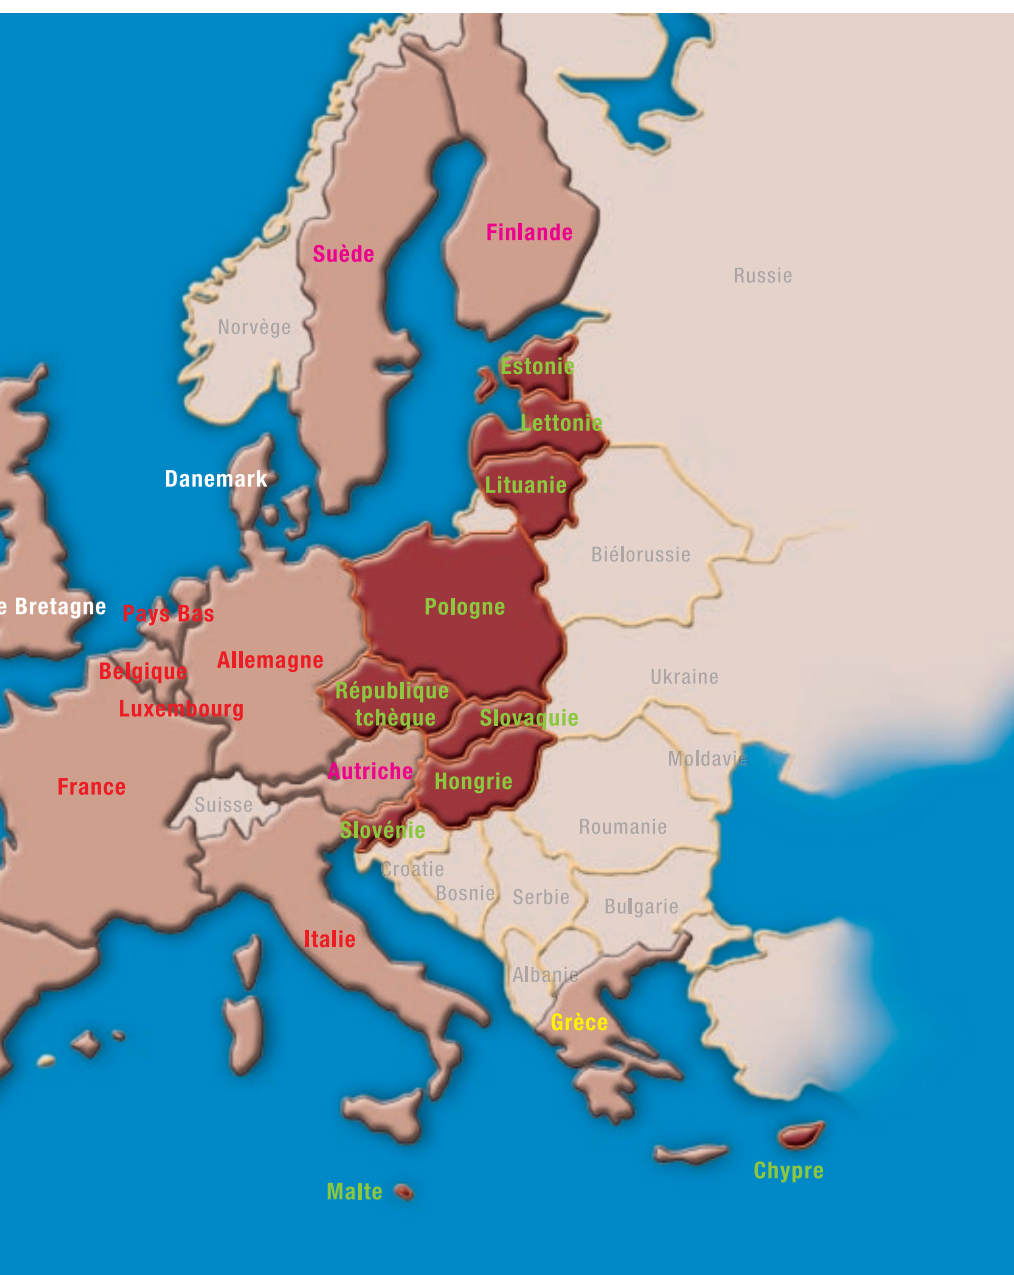 Finlande
Suède
Russie
Norvège
Estonie
Lettonie
Danemark
Lituanie
Biélorussie
e Bretagne
Pays Bas
Pologne
Belgique
Allemagne
Ukraine
République
tchèque
Luxembourg
Slovaquie
Moldavie
Autriche
Hongrie
France
Suisse
Roumanie
Slovénie
Croatie
Bosnie
Serbie
Bulgarie
Italie
Albanie
Grèce
Chypre
Malte